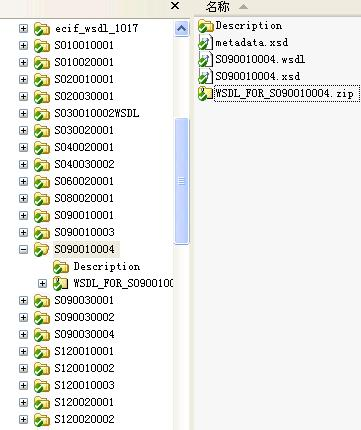 ecif_wsdl_1017
S010010001
S010020001
S020010001
S020030001
S030010002WSDL
S030020001
S040020001
S040030002
S060020001
S080020001
S090010001
S090010003
S090010004
Description
WSDL_FOR_S090010
S090030001
S090030002
S090030004
S120010001
S120010002
S120010003
S120020001
S120020002
名称
Description
metadata.xsd
S090010004.wsdl
S090010004.xsd
WSDL_FOR_S090010004.zip